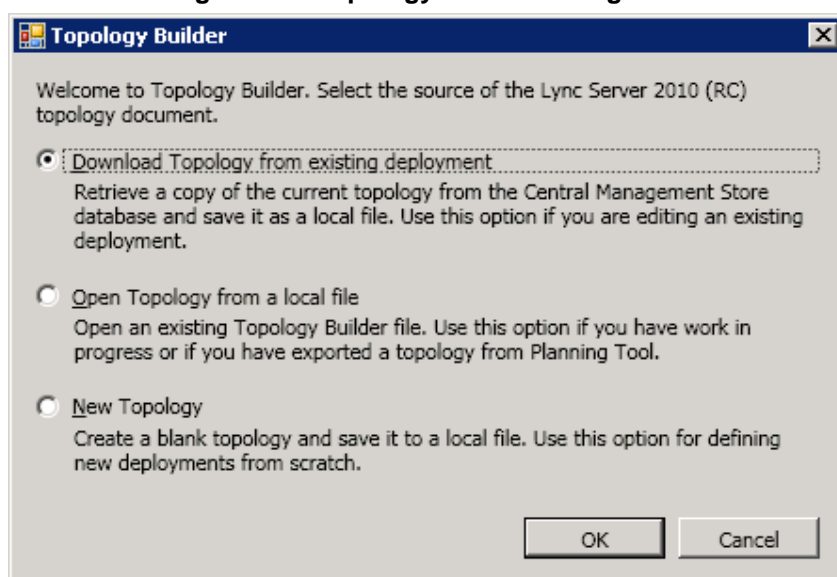 Topology Builder
Welcome to Topology Builder. Select the source of the Lync Server 2010 (RC)
topology document.
Download Topology from existing deployment
Retrieve a copy of the current topology from the Central Management Store
database and save it as a local file. Use this option if you are editing an existing
deployment.
Open Topology from a local file
Open an existing Topology Builder file. Use this option if you have work in
progress or if you have exported a topology from Planning Tool.
New Topology
Create a blank topology and save it to a local file. Use this option for defining
new deployments from scratch.
OK
Cancel